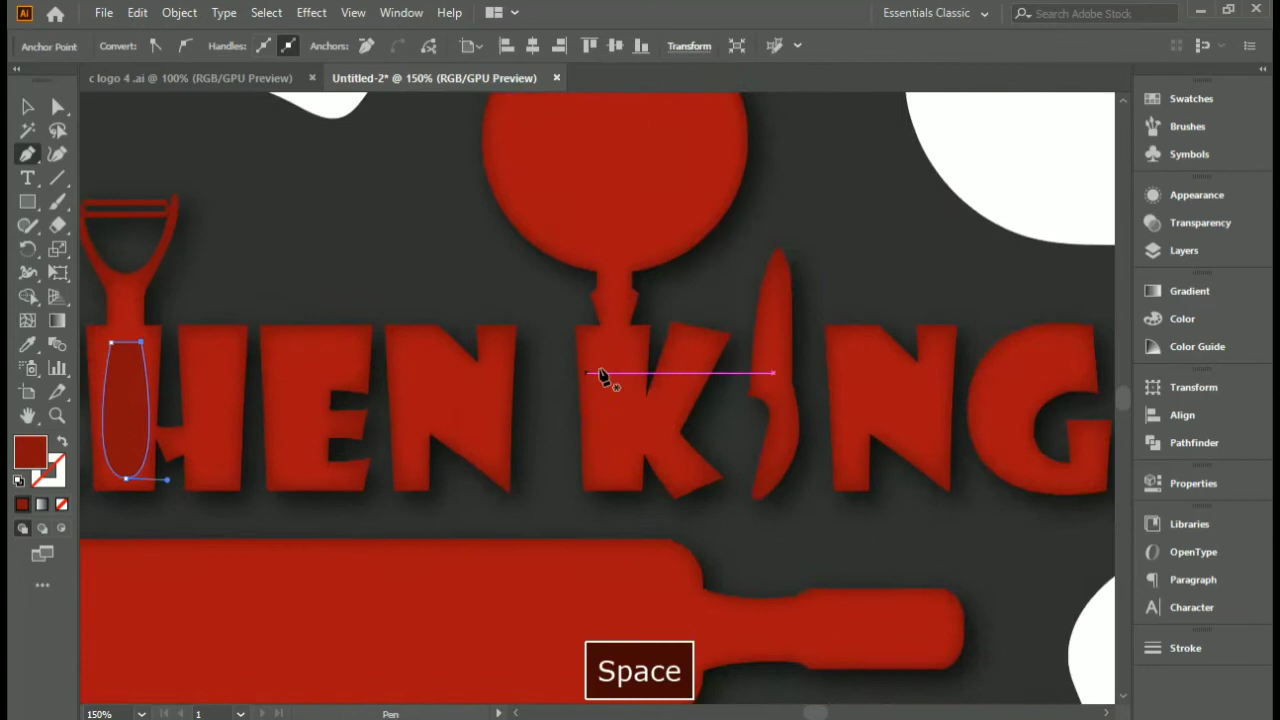 Ai File Edit Object Type Select Effect View Window Help Essentials Classic Search Adobe Stock
Anchor Point Convert: Handles: Anchors: Transform
c logo 4 .ai @ 100% (RGB/GPU Preview) Untitled-2* @ 150% (RGB/GPU Preview)
Swatches
Brushes
Symbols
Appearance
Transparency
Layers
Gradient
Color
Color Guide
Transform
Align
Pathfinder
Properties
Libraries
OpenType
Paragraph
Character
Stroke
HEN KING
Space
150% 1 Pen